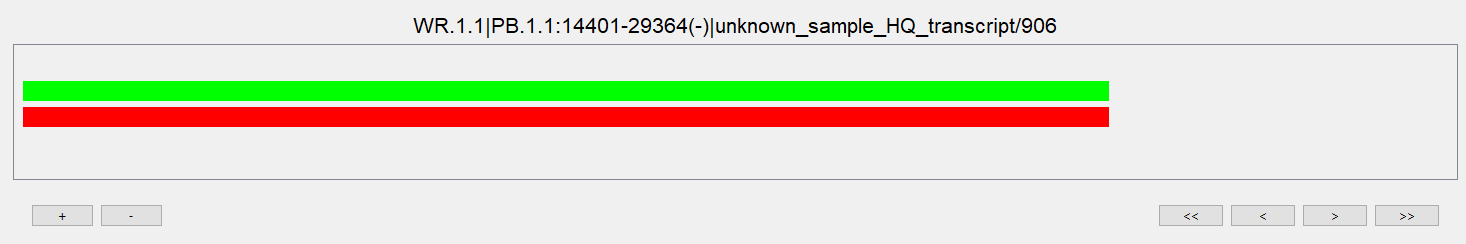 WR.1.1|PB.1.1:14401-29364(-)|unknown_sample_HQ_transcript/906
+ - << < > >>